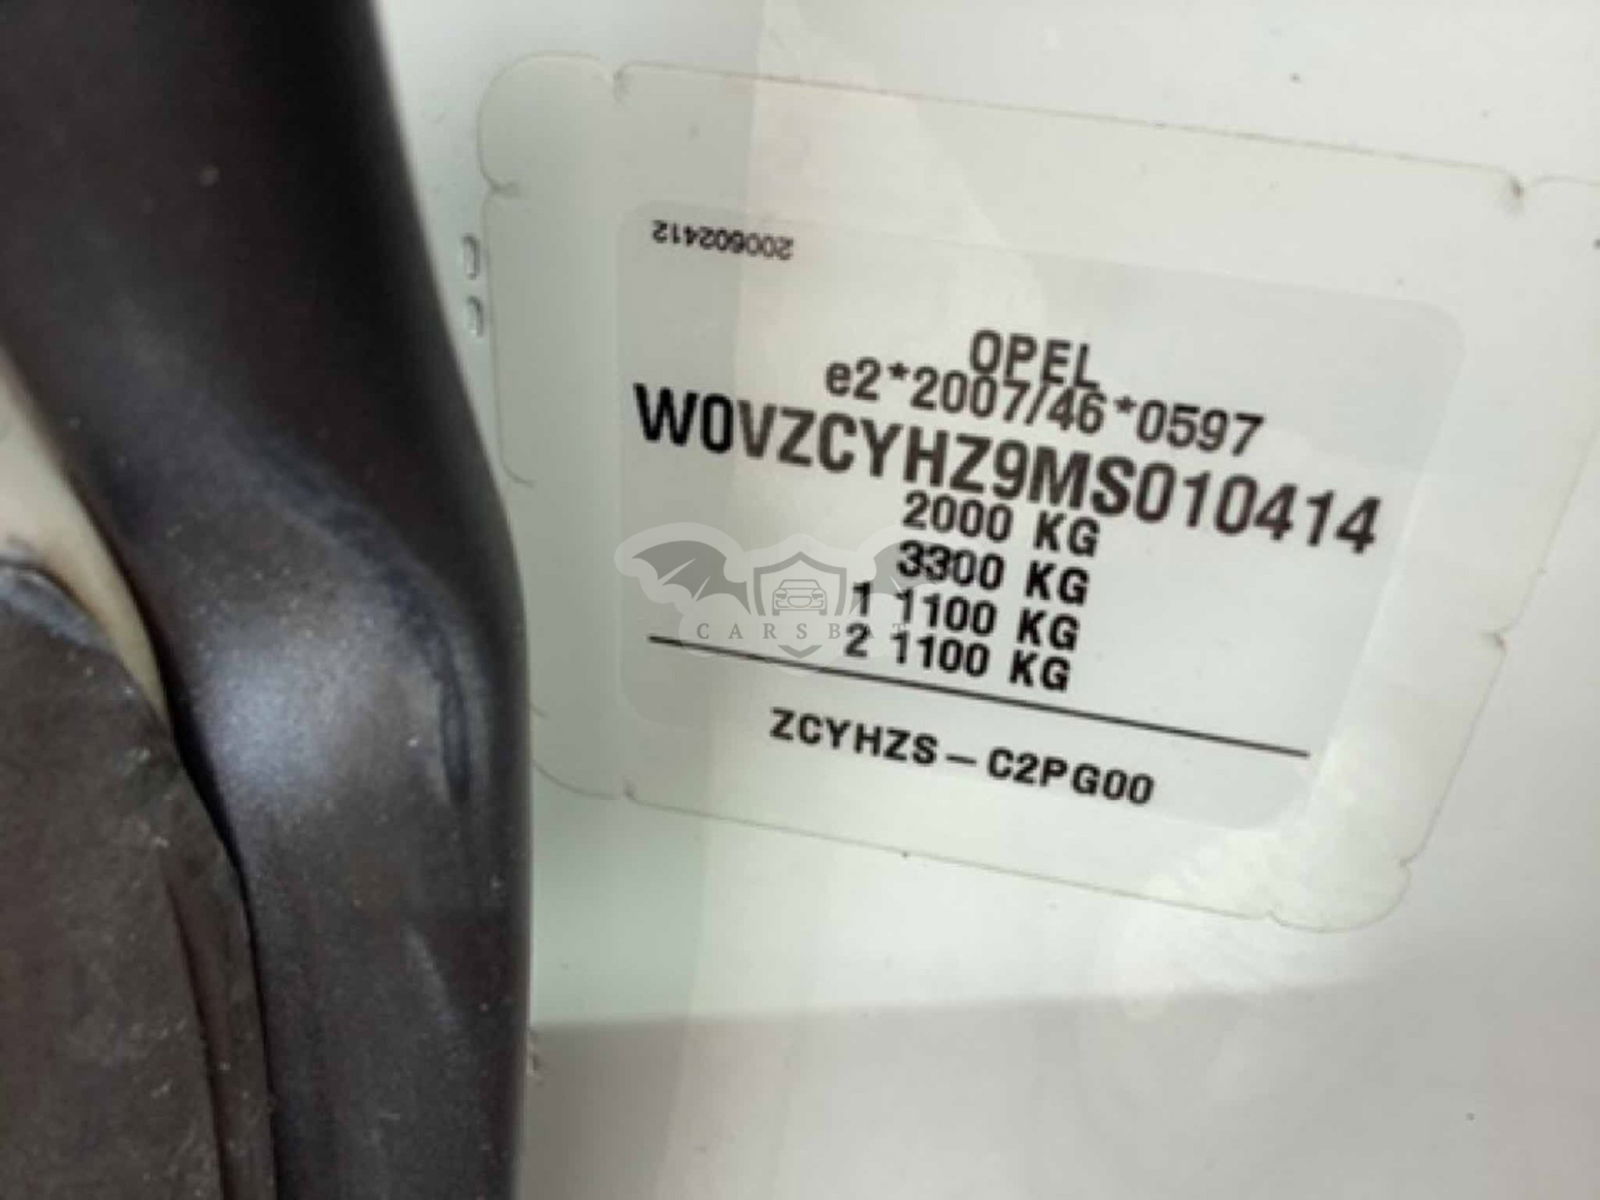 200602412
OPEL
e2*2007/46*0597
W0VZCYHZ9MS010414
2000 KG
3300 KG
1 1100 KG
2 1100 KG
CARSBAT
ZCYHZS – C2PG00